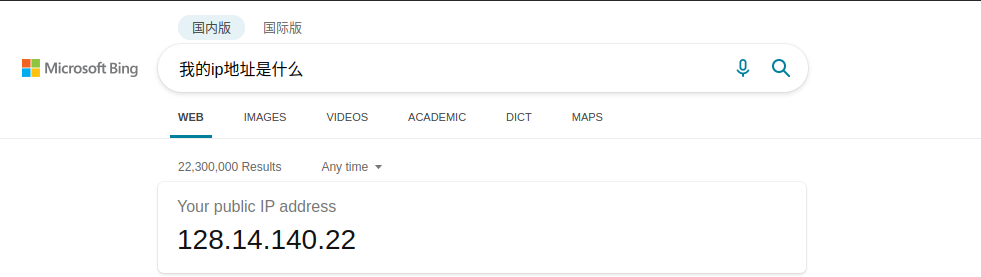 国内版 国际版
Microsoft Bing
我的ip地址是什么
WEB IMAGES VIDEOS ACADEMIC DICT MAPS
22,300,000 Results Any time
Your public IP address
128.14.140.22